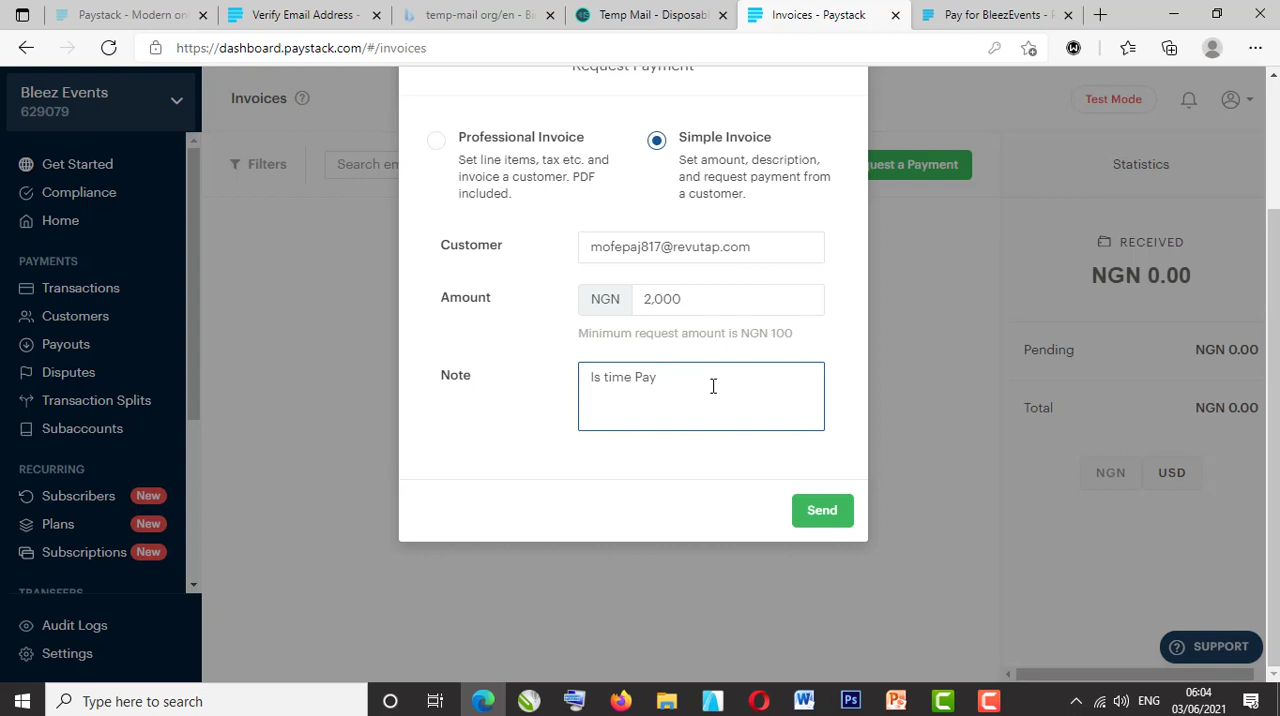 Paystack - Modern on
Verify Email Address -
temp-mail org/en - B
Temp Mail - Disposab
Invoices - Paystack
Pay for BleezEvents -
https://dashboard.paystack.com/#/invoices
Bleez Events
629079
Get Started
Compliance
Home
PAYMENTS
Transactions
Customers
Payouts
Disputes
Transaction Splits
Subaccounts
RECURRING
Subscribers New
Plans New
Subscriptions New
TRANSFERS
Audit Logs
Settings
Invoices
Test Mode
Filters
Search em
uest a Payment
Request Payment
Professional Invoice
Set line items, tax etc. and
invoice a customer. PDF
included.
Simple Invoice
Set amount, description,
and request payment from
a customer.
Customer mofepaj817@revutap.com
Amount NGN 2,000
Minimum request amount is NGN 100
Note Is time Pay
Send
Statistics
RECEIVED
NGN 0.00
Pending NGN 0.00
Total NGN 0.00
NGN USD
SUPPORT
Type here to search
ENG
06:04
03/06/2021